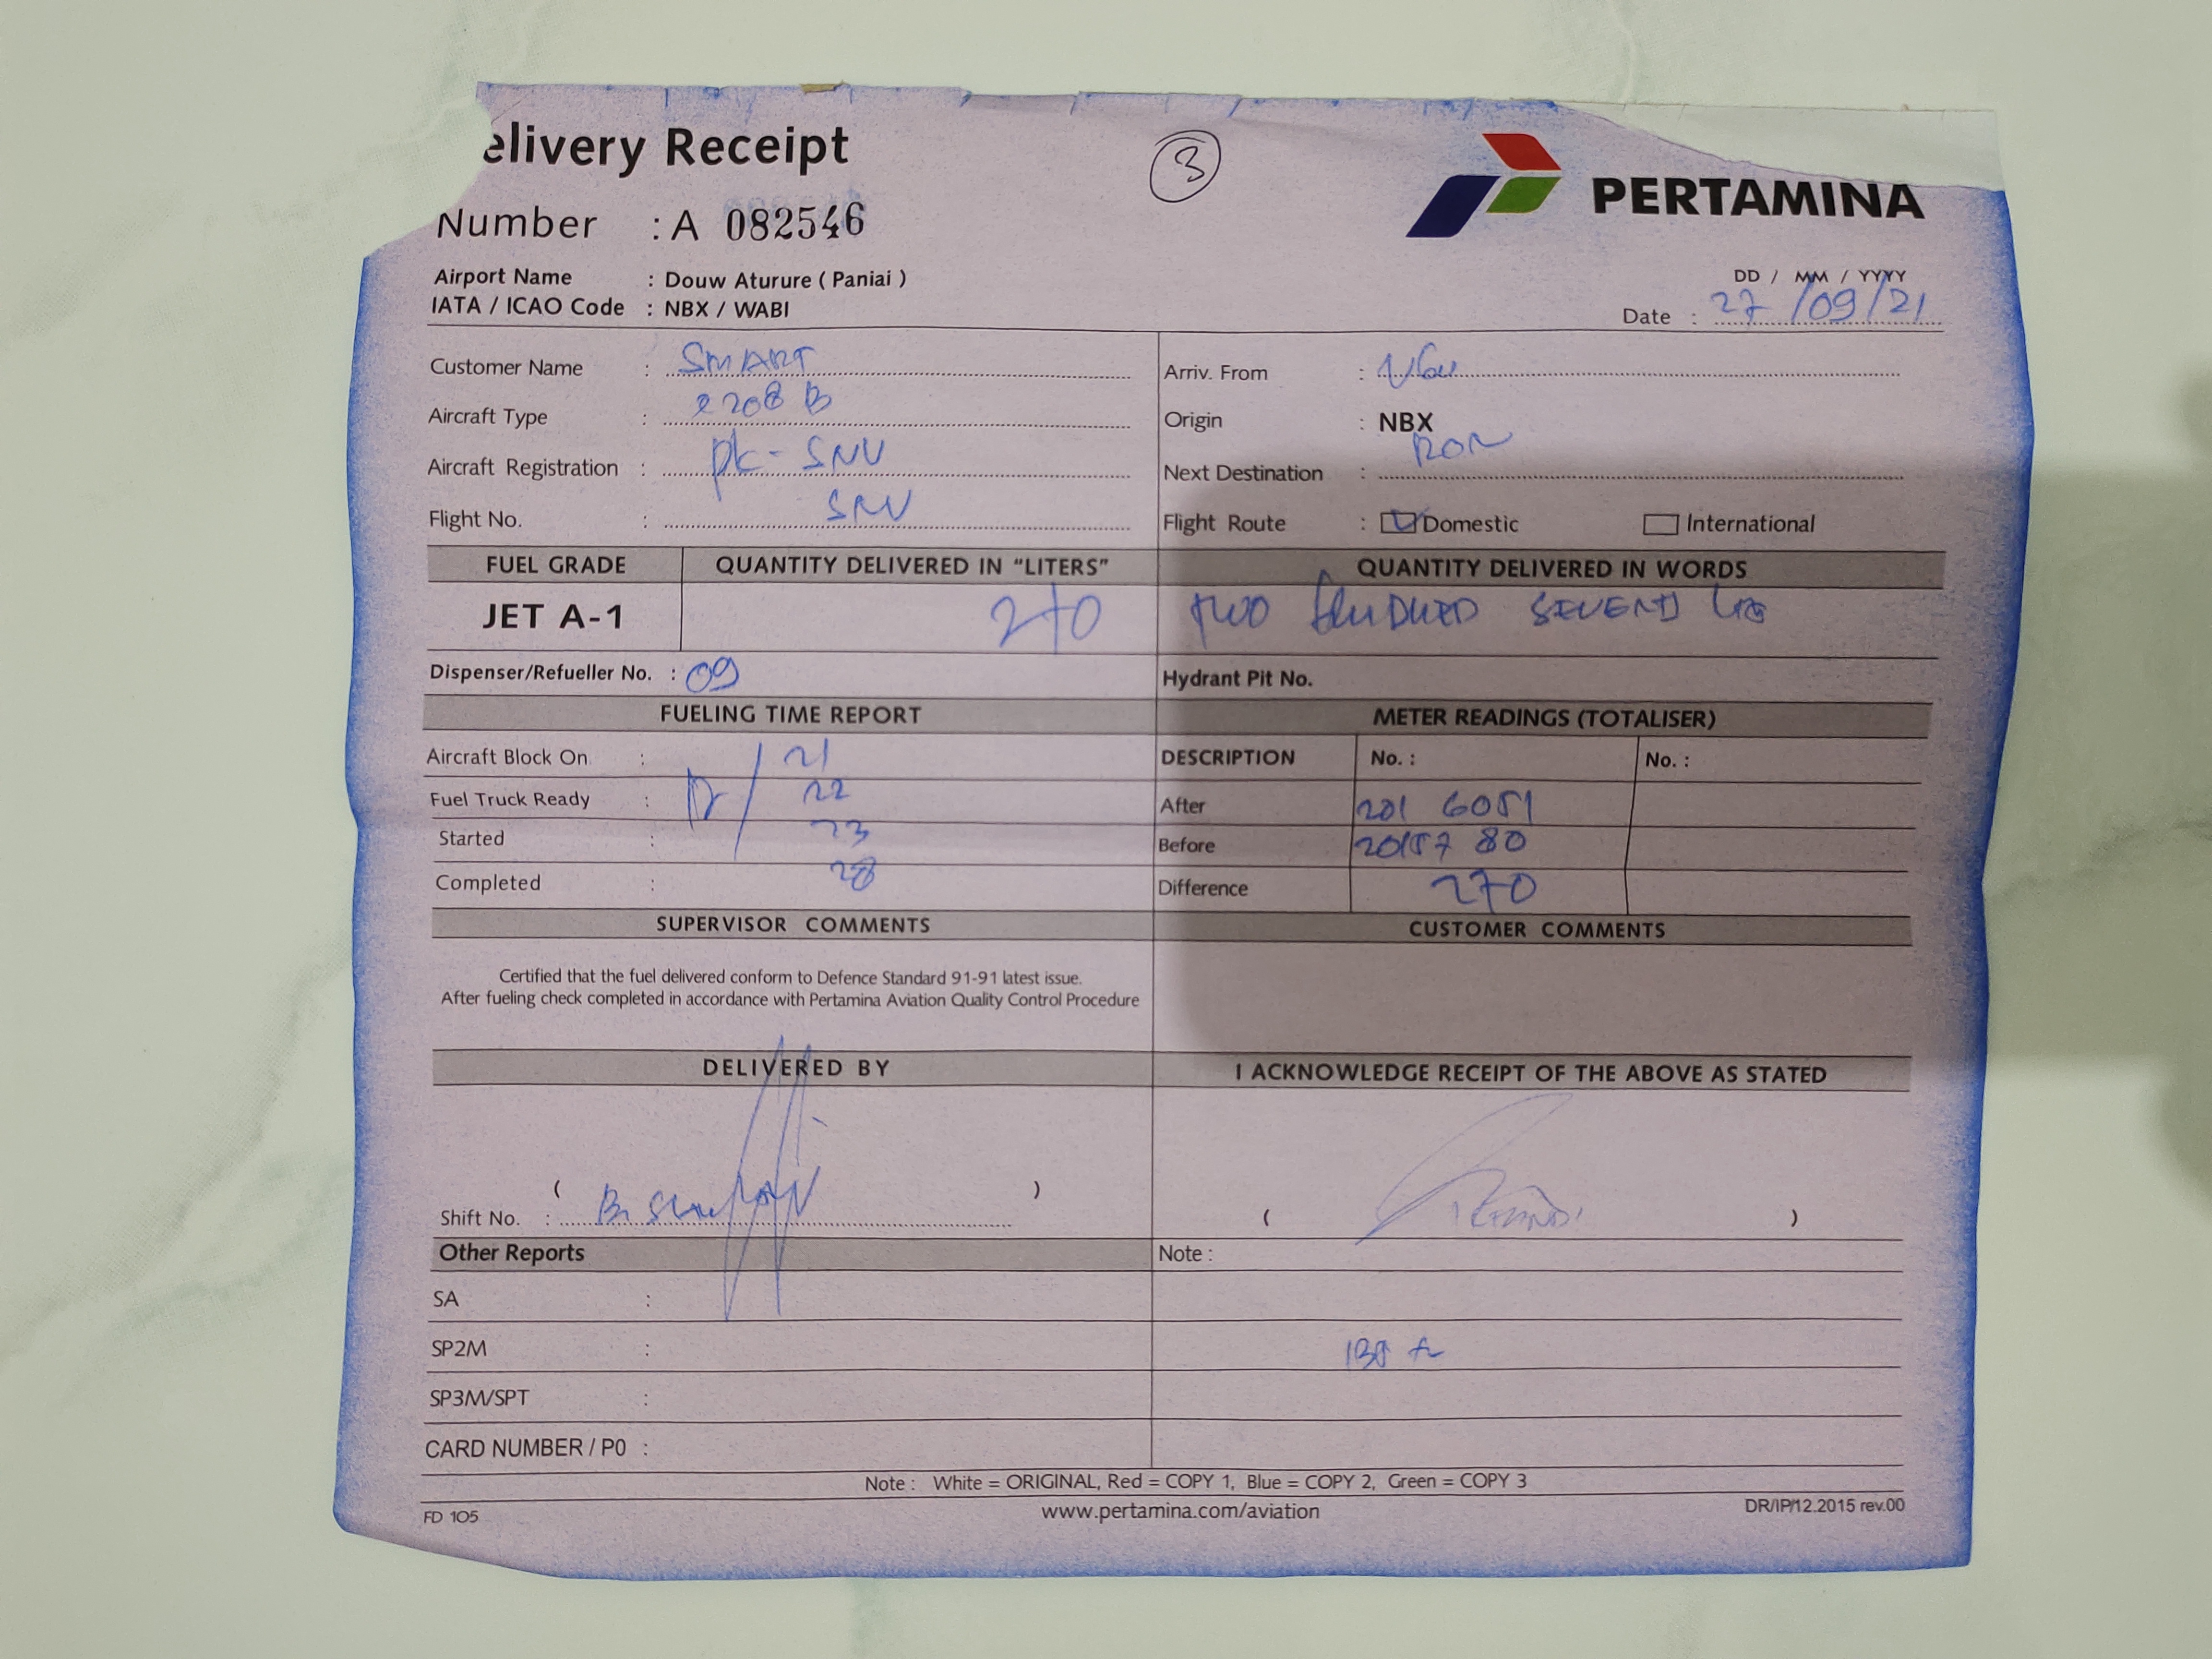 elivery Receipt
3
PERTAMINA
Number : A 082546
Airport Name : Douw Aturure ( Paniai )
IATA / ICAO Code : NBX / WABI
DD / MM / YYYY
Date : 27/09/21
Customer Name : SMART
Arriv. From :
Aircraft Type : C208 B
Origin : NBX
Aircraft Registration : PK-SNV
Next Destination : RON
Flight No. : SNV
Flight Route : Domestic International
FUEL GRADE QUANTITY DELIVERED IN "LITERS" QUANTITY DELIVERED IN WORDS
JET A-1 270 TWO HUNDRED
Dispenser/Refueller No. : 09 Hydrant Pit No.
FUELING TIME REPORT METER READINGS (TOTALISER)
Aircraft Block On : 21 DESCRIPTION No. : No. :
Fuel Truck Ready : 22 After 201 6051
Started : 23 Before 20157 80
Completed : 28 Difference 270
SUPERVISOR COMMENTS CUSTOMER COMMENTS
Certified that the fuel delivered conform to Defence Standard 91-91 latest issue.
After fueling check completed in accordance with Pertamina Aviation Quality Control Procedure
DELIVERED BY I ACKNOWLEDGE RECEIPT OF THE ABOVE AS STATED
( )
Shift No. : ( )
Other Reports Note :
SA :
SP2M :
SP3M/SPT :
CARD NUMBER / P0 :
Note : White = ORIGINAL, Red = COPY 1, Blue = COPY 2, Green = COPY 3
FD 105 www.pertamina.com/aviation DR/IP/12.2015 rev.00